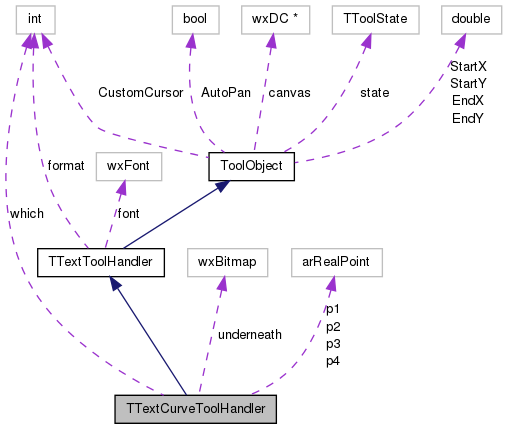 int
bool
wxDC *
TToolState
double
StartX
StartY
EndX
EndY
CustomCursor
AutoPan
canvas
state
format
wxFont
ToolObject
which
font
TTextToolHandler
wxBitmap
arRealPoint
underneath
p1
p2
p3
p4
TTextCurveToolHandler